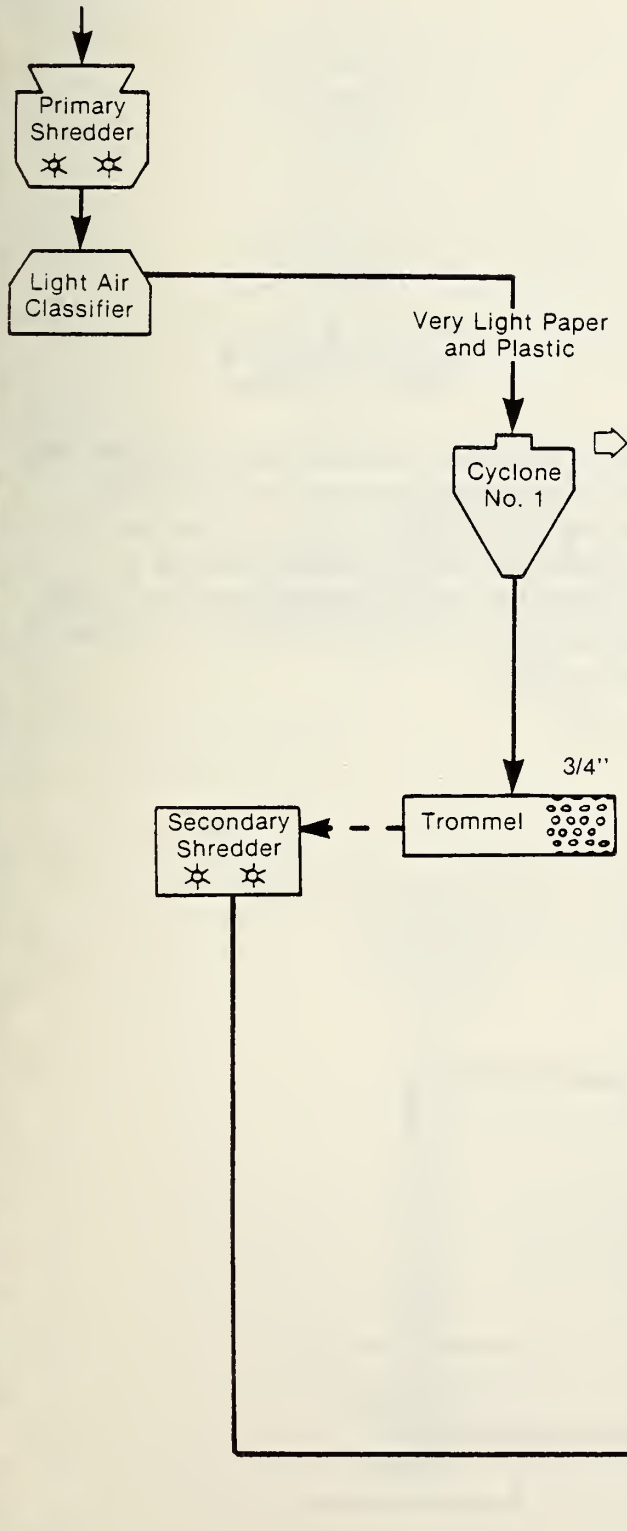 Primary
Shredder
Light Air
Classifier
Very Light Paper
and Plastic
Cyclone
No. 1
3/4''
Trommel
Secondary
Shredder